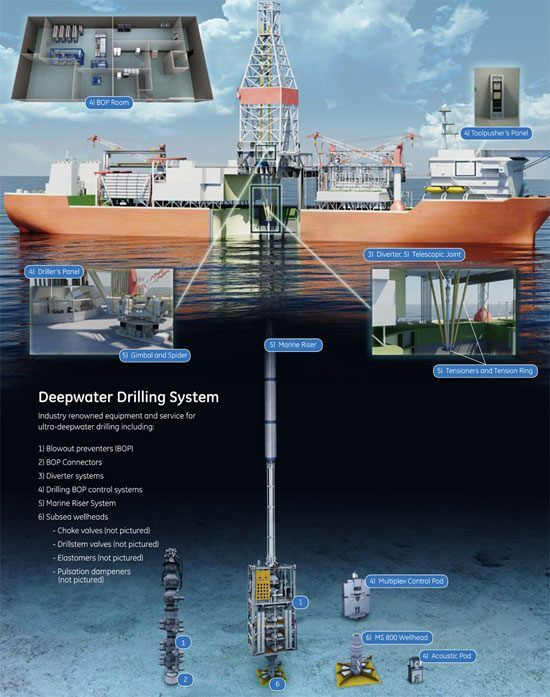 4) BOP Room
4) Toolpusher's Panel
3) Diverter, 5) Telescopic Joint
4) Driller's Panel
5) Gimbal and Spider
5) Marine Riser
5) Tensioners and Tension Ring
Deepwater Drilling System
Industry renowned equipment and service for
ultra-deepwater drilling including:
1) Blowout preventers (BOP)
2) BOP Connectors
3) Diverter systems
4) Drilling BOP control systems
5) Marine Riser System
6) Subsea wellheads
- Choke valves (not pictured)
- Drillstem valves (not pictured)
- Elastomers (not pictured)
- Pulsation dampeners
(not pictured)
4) Multiplex Control Pod
1
1
6) MS 800 Wellhead
4) Acoustic Pod
2
6